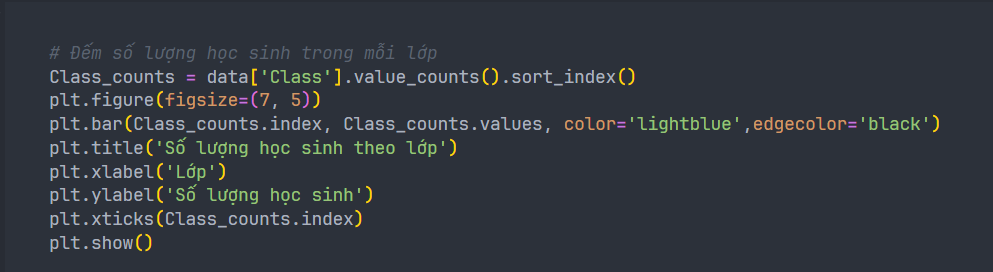 # Đếm số lượng học sinh trong mỗi lớp
Class_counts = data['Class'].value_counts().sort_index()
plt.figure(figsize=(7, 5))
plt.bar(Class_counts.index, Class_counts.values, color='lightblue',edgecolor='black')
plt.title('Số lượng học sinh theo lớp')
plt.xlabel('Lớp')
plt.ylabel('Số lượng học sinh')
plt.xticks(Class_counts.index)
plt.show()